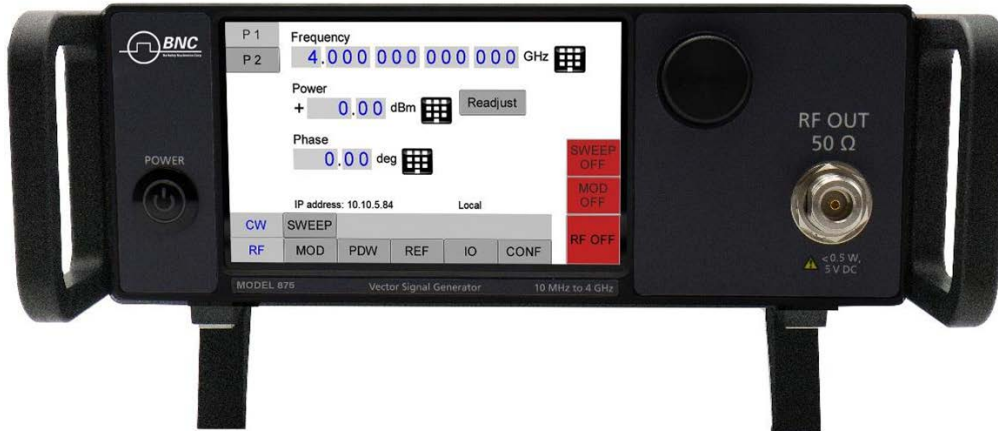 BNC
POWER
P 1
P 2
Frequency
4.000 000 000 000 GHz
Power
+ 0.00 dBm
Readjust
Phase
0.00 deg
IP address: 10.10.5.84 Local
SWEEP
OFF
MOD
OFF
RF OFF
CW SWEEP
RF MOD PDW REF IO CONF
MODEL 875 Vector Signal Generator 10 MHz to 4 GHz
RF OUT
50 Ω
<0.5 W,
5 V DC